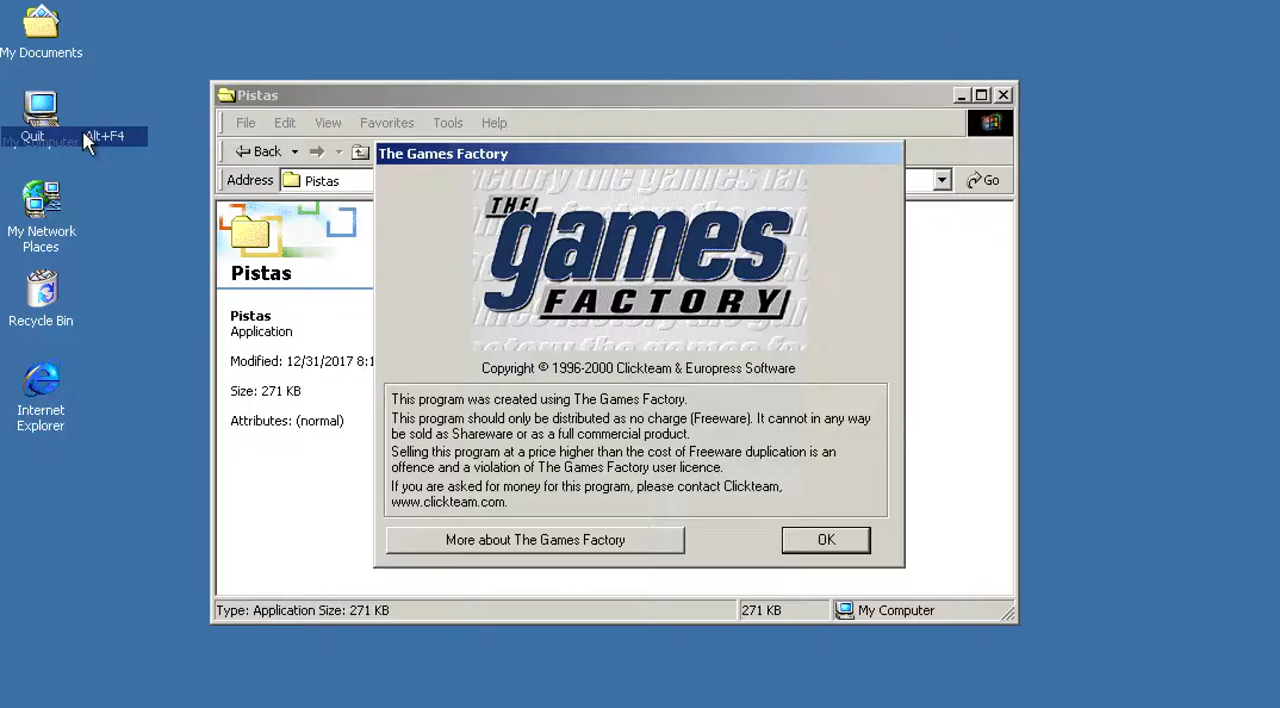 My Documents
Quit Alt+F4
My Computer
My Network
Places
Recycle Bin
Internet
Explorer
Pistas
File Edit View Favorites Tools Help
Back
Address Pistas
Go
Pistas
Pistas
Application
Modified: 12/31/2017 8:1
Size: 271 KB
Attributes: (normal)
The Games Factory
THE
games
FACTORY
Copyright © 1996-2000 Clickteam & Europress Software
This program was created using The Games Factory.
This program should only be distributed as no charge (Freeware). It cannot in any way
be sold as Shareware or as a full commercial product.
Selling this program at a price higher than the cost of Freeware duplication is an
offence and a violation of The Games Factory user licence.
If you are asked for money for this program, please contact Clickteam,
www.clickteam.com.
More about The Games Factory
OK
Type: Application Size: 271 KB
271 KB
My Computer